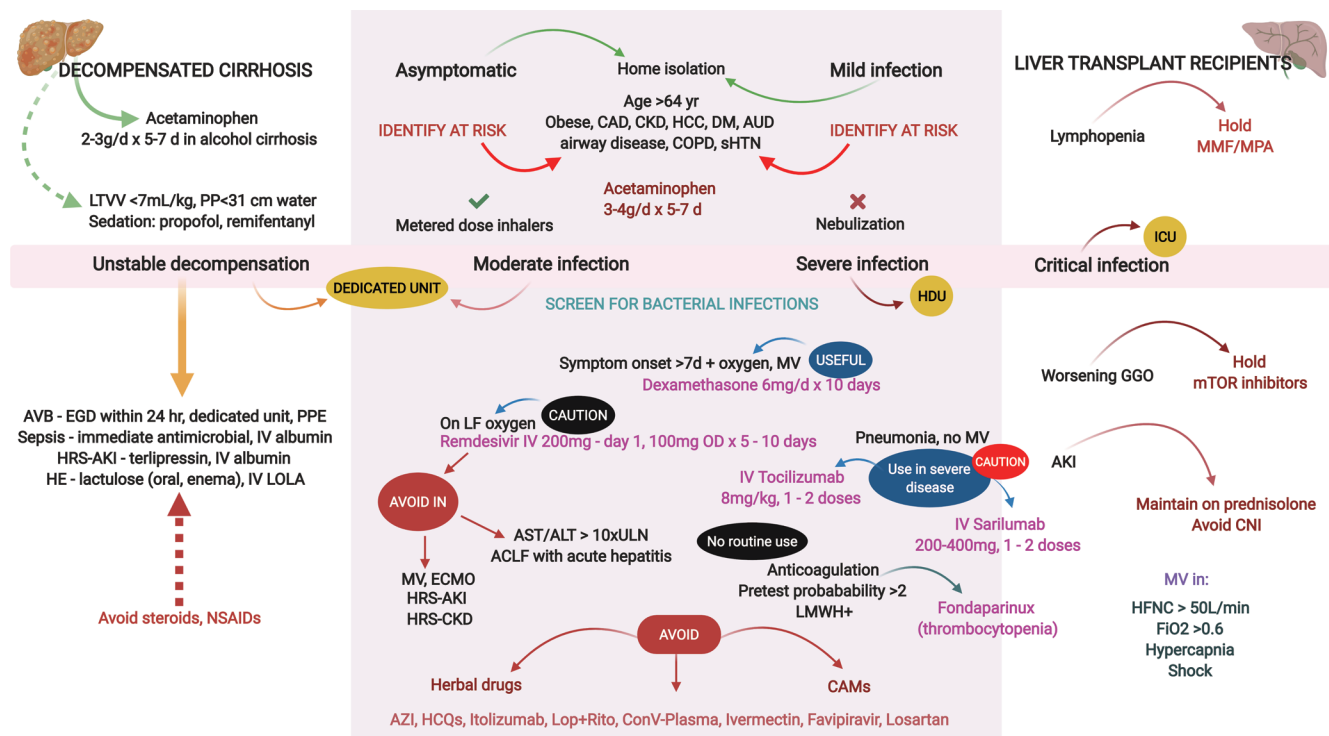 DECOMPENSATED CIRRHOSIS
Acetaminophen
2-3g/d x 5-7 d in alcohol cirrhosis
LTVV <7mL/kg, PP<31 cm water
Sedation: propofol, remifentanyl
Asymptomatic
Home isolation
Mild infection
Age >64 yr
Obese, CAD, CKD, HCC, DM, AUD
airway disease, COPD, sHTN
IDENTIFY AT RISK
IDENTIFY AT RISK
Acetaminophen
3-4g/d x 5-7 d
Metered dose inhalers
Nebulization
LIVER TRANSPLANT RECIPIENTS
Lymphopenia
Hold
MMF/MPA
ICU
Unstable decompensation
Moderate infection
Severe infection
Critical infection
DEDICATED UNIT
HDU
SCREEN FOR BACTERIAL INFECTIONS
Symptom onset >7d + oxygen, MV
USEFUL
Dexamethasone 6mg/d x 10 days
On LF oxygen
CAUTION
Remdesivir IV 200mg - day 1, 100mg OD x 5 - 10 days
AVOID IN
AST/ALT > 10xULN
ACLF with acute hepatitis
MV, ECMO
HRS-AKI
HRS-CKD
Pneumonia, no MV
CAUTION
Use in severe
disease
IV Tocilizumab
8mg/kg, 1 - 2 doses
IV Sarilumab
200-400mg, 1 - 2 doses
No routine use
Anticoagulation
Pretest probabability >2
LMWH+
Fondaparinux
(thrombocytopenia)
AVOID
Herbal drugs
CAMs
AZI, HCQs, Itolizumab, Lop+Rito, ConV-Plasma, Ivermectin, Favipiravir, Losartan
AVB - EGD within 24 hr, dedicated unit, PPE
Sepsis - immediate antimicrobial, IV albumin
HRS-AKI - terlipressin, IV albumin
HE - lactulose (oral, enema), IV LOLA
Avoid steroids, NSAIDs
Worsening GGO
Hold
mTOR inhibitors
AKI
Maintain on prednisolone
Avoid CNI
MV in:
HFNC > 50L/min
FiO2 >0.6
Hypercapnia
Shock